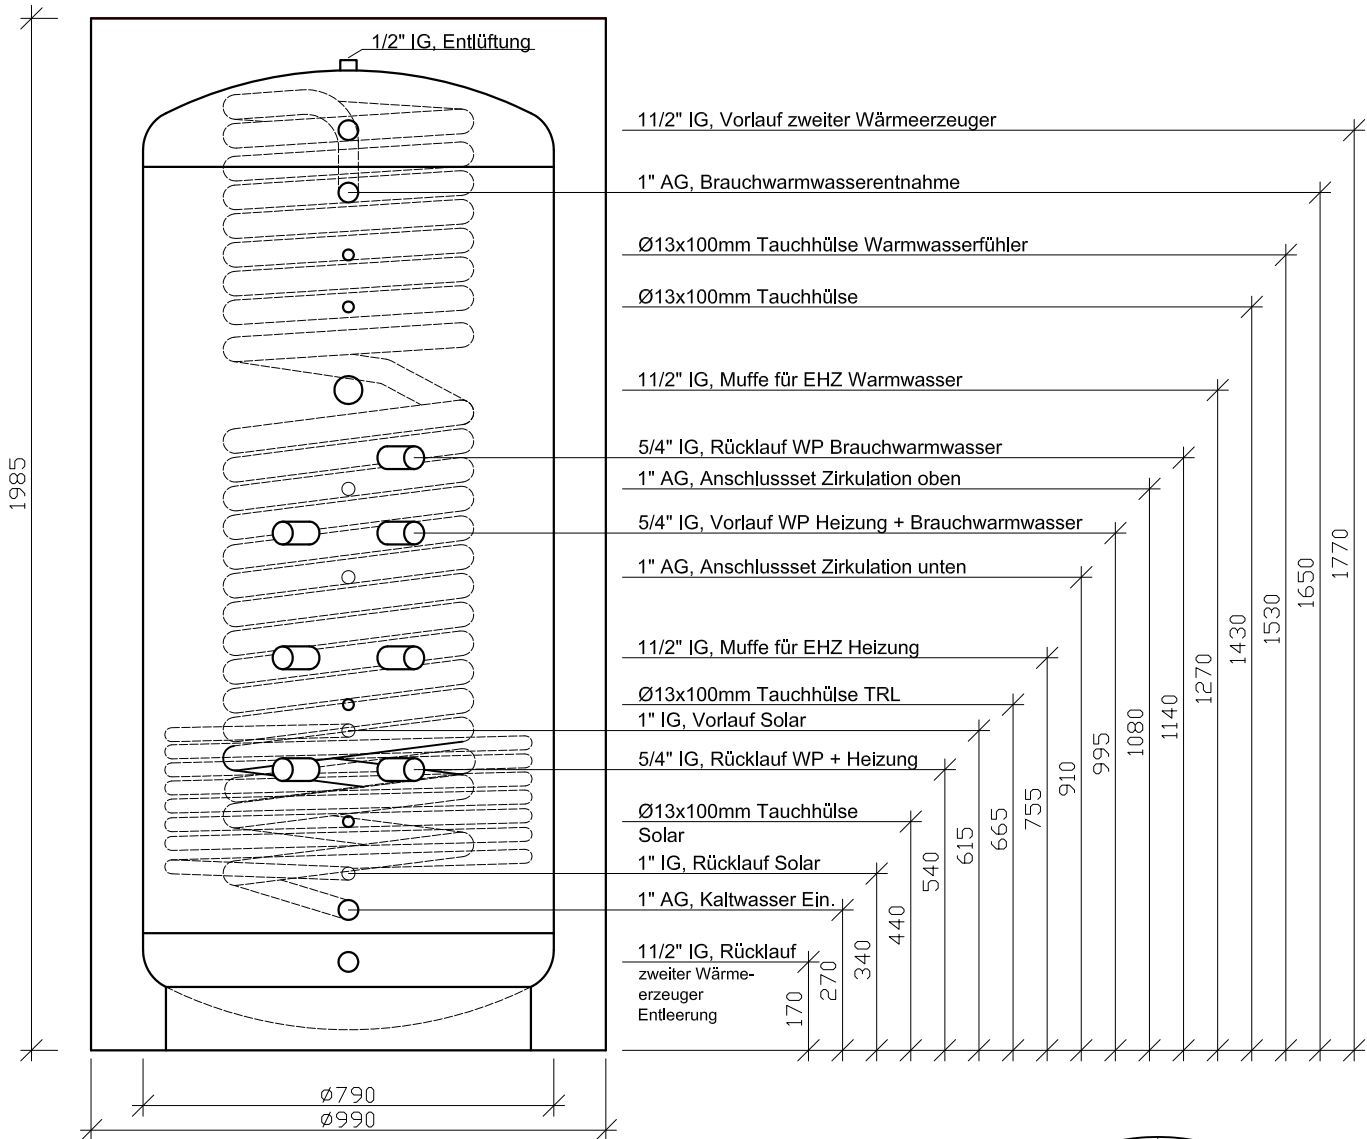 1/2" IG, Entlüftung
11/2" IG, Vorlauf zweiter Wärmeerzeuger
1" AG, Brauchwarmwasserentnahme
Ø13x100mm Tauchhülse Warmwasserfühler
Ø13x100mm Tauchhülse
11/2" IG, Muffe für EHZ Warmwasser
5/4" IG, Rücklauf WP Brauchwarmwasser
1" AG, Anschlussset Zirkulation oben
5/4" IG, Vorlauf WP Heizung + Brauchwarmwasser
1" AG, Anschlussset Zirkulation unten
11/2" IG, Muffe für EHZ Heizung
Ø13x100mm Tauchhülse TRL
1" IG, Vorlauf Solar
5/4" IG, Rücklauf WP + Heizung
Ø13x100mm Tauchhülse
Solar
1" IG, Rücklauf Solar
1" AG, Kaltwasser Ein.
11/2" IG, Rücklauf
zweiter Wärme-
erzeuger
Entleerung
170
270
340
440
540
615
665
755
910
995
1080
1140
1270
1430
1530
1650
1770
1985
ø790
ø990